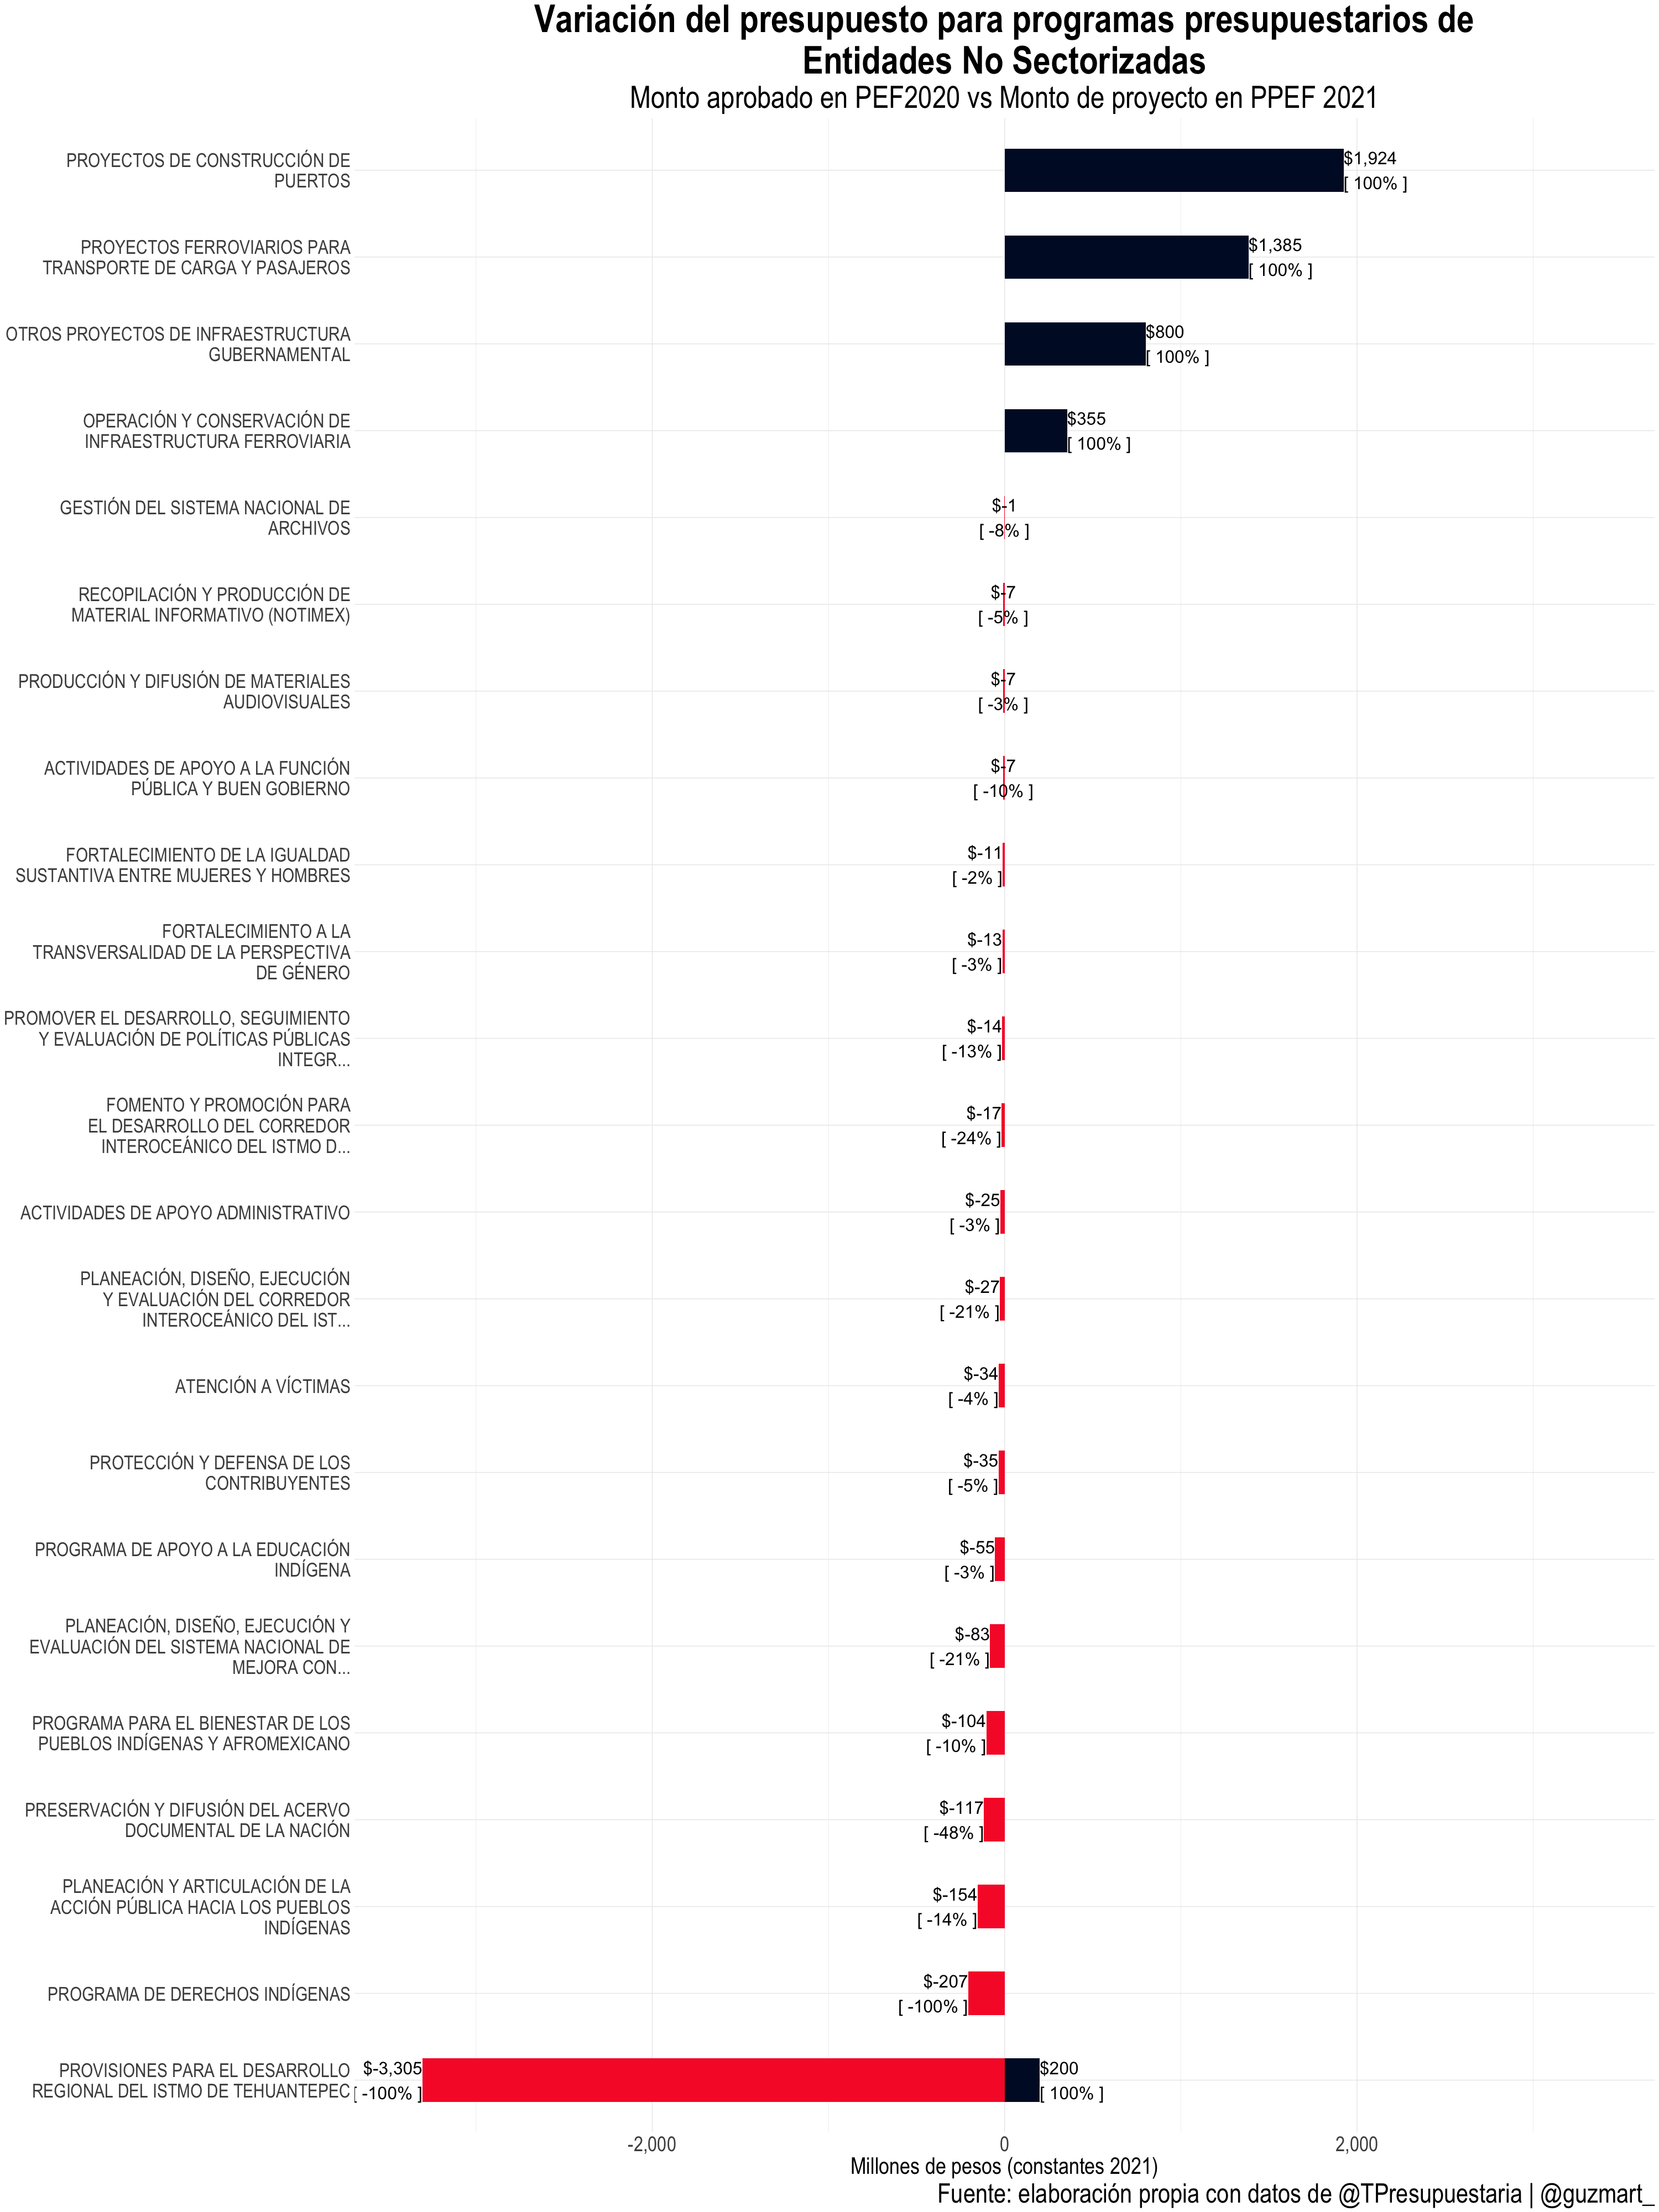 Variación del presupuesto para programas presupuestarios de
Entidades No Sectorizadas
Monto aprobado en PEF2020 vs Monto de proyecto en PPEF 2021
PROYECTOS DE CONSTRUCCIÓN DE
PUERTOS
$1,924
[ 100% ]
PROYECTOS FERROVIARIOS PARA
TRANSPORTE DE CARGA Y PASAJEROS
$1,385
[ 100% ]
OTROS PROYECTOS DE INFRAESTRUCTURA
GUBERNAMENTAL
$800
[ 100% ]
OPERACIÓN Y CONSERVACIÓN DE
INFRAESTRUCTURA FERROVIARIA
$355
[ 100% ]
GESTIÓN DEL SISTEMA NACIONAL DE
ARCHIVOS
$-1
[ -8% ]
RECOPILACIÓN Y PRODUCCIÓN DE
MATERIAL INFORMATIVO (NOTIMEX)
$-7
[ -5% ]
PRODUCCIÓN Y DIFUSIÓN DE MATERIALES
AUDIOVISUALES
$-7
[ -3% ]
ACTIVIDADES DE APOYO A LA FUNCIÓN
PÚBLICA Y BUEN GOBIERNO
$-7
[ -10% ]
FORTALECIMIENTO DE LA IGUALDAD
SUSTANTIVA ENTRE MUJERES Y HOMBRES
$-11
[ -2% ]
FORTALECIMIENTO A LA
TRANSVERSALIDAD DE LA PERSPECTIVA
DE GÉNERO
$-13
[ -3% ]
PROMOVER EL DESARROLLO, SEGUIMIENTO
Y EVALUACIÓN DE POLÍTICAS PÚBLICAS
INTEGR...
$-14
[ -13% ]
FOMENTO Y PROMOCIÓN PARA
EL DESARROLLO DEL CORREDOR
INTEROCEÁNICO DEL ISTMO D...
$-17
[ -24% ]
ACTIVIDADES DE APOYO ADMINISTRATIVO
$-25
[ -3% ]
PLANEACIÓN, DISEÑO, EJECUCIÓN
Y EVALUACIÓN DEL CORREDOR
INTEROCEÁNICO DEL IST...
$-27
[ -21% ]
ATENCIÓN A VÍCTIMAS
$-34
[ -4% ]
PROTECCIÓN Y DEFENSA DE LOS
CONTRIBUYENTES
$-35
[ -5% ]
PROGRAMA DE APOYO A LA EDUCACIÓN
INDÍGENA
$-55
[ -3% ]
PLANEACIÓN, DISEÑO, EJECUCIÓN Y
EVALUACIÓN DEL SISTEMA NACIONAL DE
MEJORA CON...
$-83
[ -21% ]
PROGRAMA PARA EL BIENESTAR DE LOS
PUEBLOS INDÍGENAS Y AFROMEXICANO
$-104
[ -10% ]
PRESERVACIÓN Y DIFUSIÓN DEL ACERVO
DOCUMENTAL DE LA NACIÓN
$-117
[ -48% ]
PLANEACIÓN Y ARTICULACIÓN DE LA
ACCIÓN PÚBLICA HACIA LOS PUEBLOS
INDÍGENAS
$-154
[ -14% ]
PROGRAMA DE DERECHOS INDÍGENAS
$-207
[ -100% ]
PROVISIONES PARA EL DESARROLLO
REGIONAL DEL ISTMO DE TEHUANTEPEC
$-3,305
[ -100% ]
$200
[ 100% ]
-2,000 0 2,000
Millones de pesos (constantes 2021)
Fuente: elaboración propia con datos de @TPresupuestaria | @guzmart_